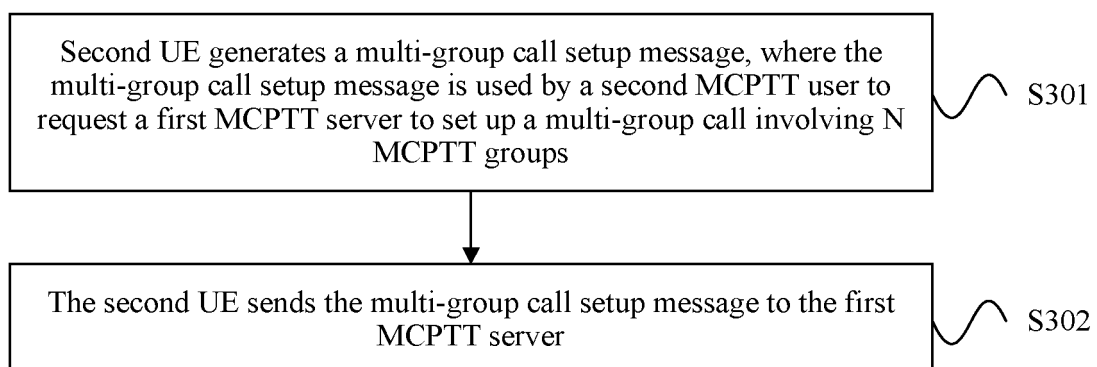 Second UE generates a multi-group call setup message, where the
multi-group call setup message is used by a second MCPTT user to
request a first MCPTT server to set up a multi-group call involving N
MCPTT groups
S301
The second UE sends the multi-group call setup message to the first
MCPTT server
S302